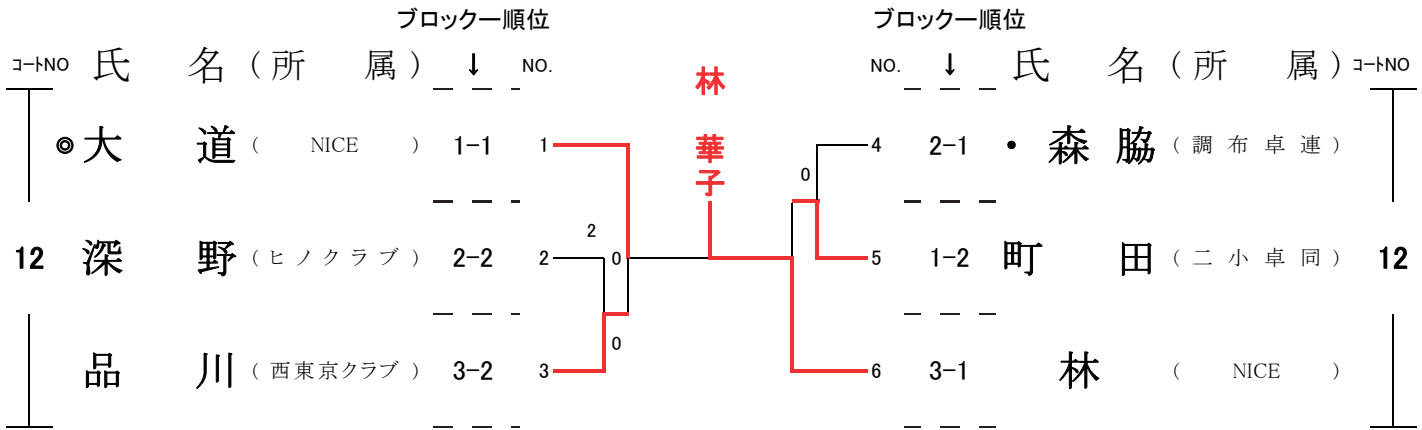 ブロックー順位 ブロックー順位
コートNO 氏 名 ( 所 属 ) ↓ NO. 林 華子 NO. ↓ 氏 名 ( 所 属 ) コートNO
◎ 大 道 ( NICE ) 1-1 1 4 2-1 ・ 森 脇 ( 調 布 卓 連 )
0
12 深 野 ( ヒ ノ ク ラ ブ ) 2-2 2 2 0 5 1-2 町 田 ( 二 小 卓 同 ) 12
0
品 川 ( 西東京クラブ ) 3-2 3 6 3-1 林 ( NICE )